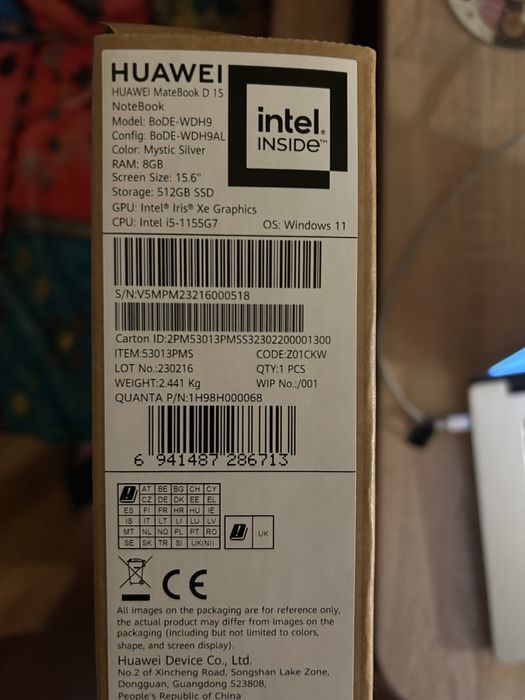 HUAWEI
HUAWEI MateBook D 15
NoteBook
Model: BoDE-WDH9
Config: BoDE-WDH9AL
Color: Mystic Silver
RAM: 8GB
Screen Size: 15.6"
Storage: 512GB SSD
GPU: Intel® Iris® Xe Graphics
CPU: Intel i5-1155G7 OS: Windows 11
intel.
INSIDE™
S/N:V5MPM23216000518
Carton ID:2PM53013PMSS32302200001300
ITEM:53013PMS CODE:Z01CKW
LOT No.:230216 QTY:1 PCS
WEIGHT:2.441 Kg WIP No.:/001
QUANTA P/N:1H98H000068
6 941487 286713
AT BE BG CH CY
CZ DE DK EE EL
ES FI FR HR HU IE
IS IT LT LI LU LV
MT NL NO PL PT RO
SE SK TR SI UK(NI)
UK
CE
All images on the packaging are for reference only,
the actual product may differ from images on the
packaging (including but not limited to colors,
shape, and screen display).
Huawei Device Co., Ltd.
No.2 of Xincheng Road, Songshan Lake Zone,
Dongguan, Guangdong 523808,
People's Republic of China